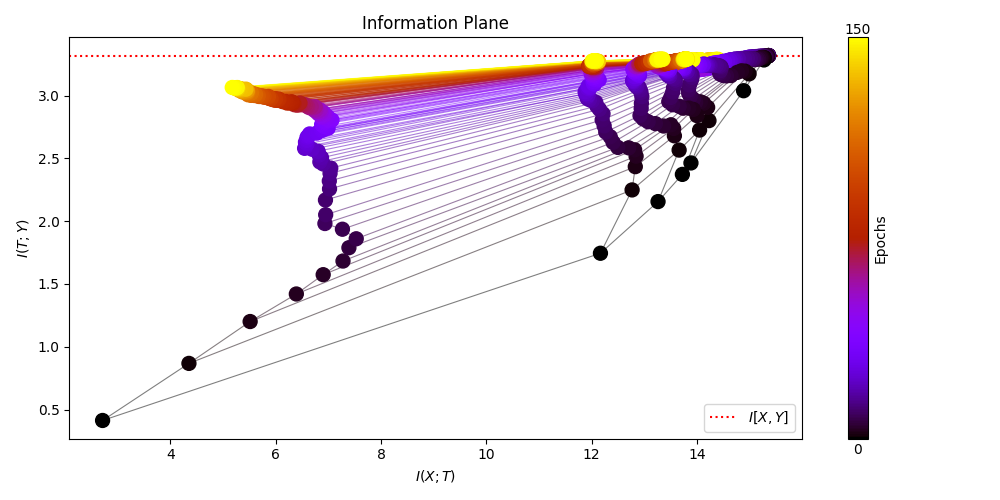 Information Plane
150
3.0
2.5
2.0
1.5
1.0
0.5
I(T; Y)
4
6
8
10
12
14
I(X; T)
I[X, Y]
Epochs
0